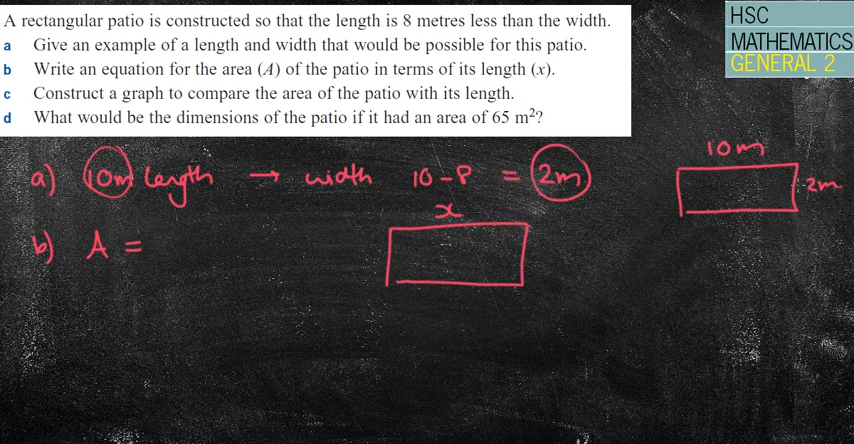 A rectangular patio is constructed so that the length is 8 metres less than the width.
a Give an example of a length and width that would be possible for this patio.
b Write an equation for the area (A) of the patio in terms of its length (x).
c Construct a graph to compare the area of the patio with its length.
d What would be the dimensions of the patio if it had an area of 65 m²?
HSC
MATHEMATICS
GENERAL 2
a) 10m length → width 10-8 = 2m
10m
2m
x
b) A =